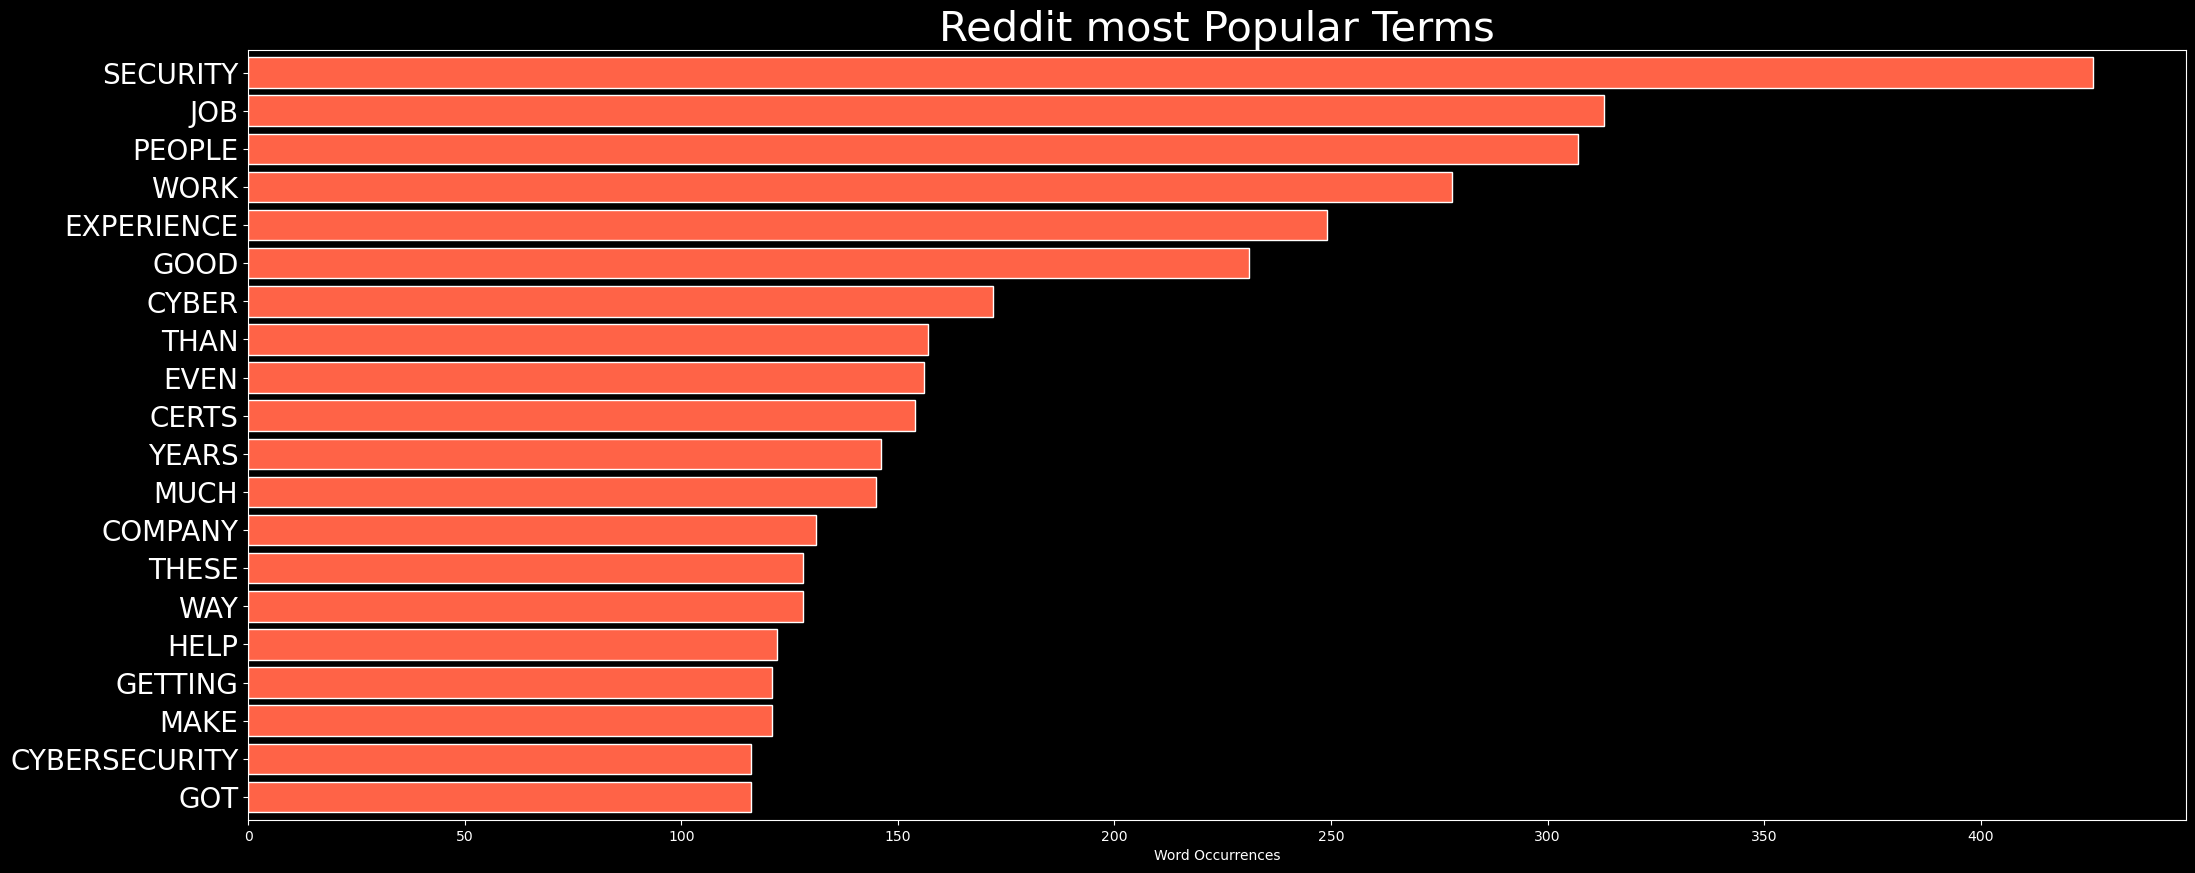 Reddit most Popular Terms
SECURITY
JOB
PEOPLE
WORK
EXPERIENCE
GOOD
CYBER
THAN
EVEN
CERTS
YEARS
MUCH
COMPANY
THESE
WAY
HELP
GETTING
MAKE
CYBERSECURITY
GOT
0 50 100 150 200 250 300 350 400
Word Occurrences